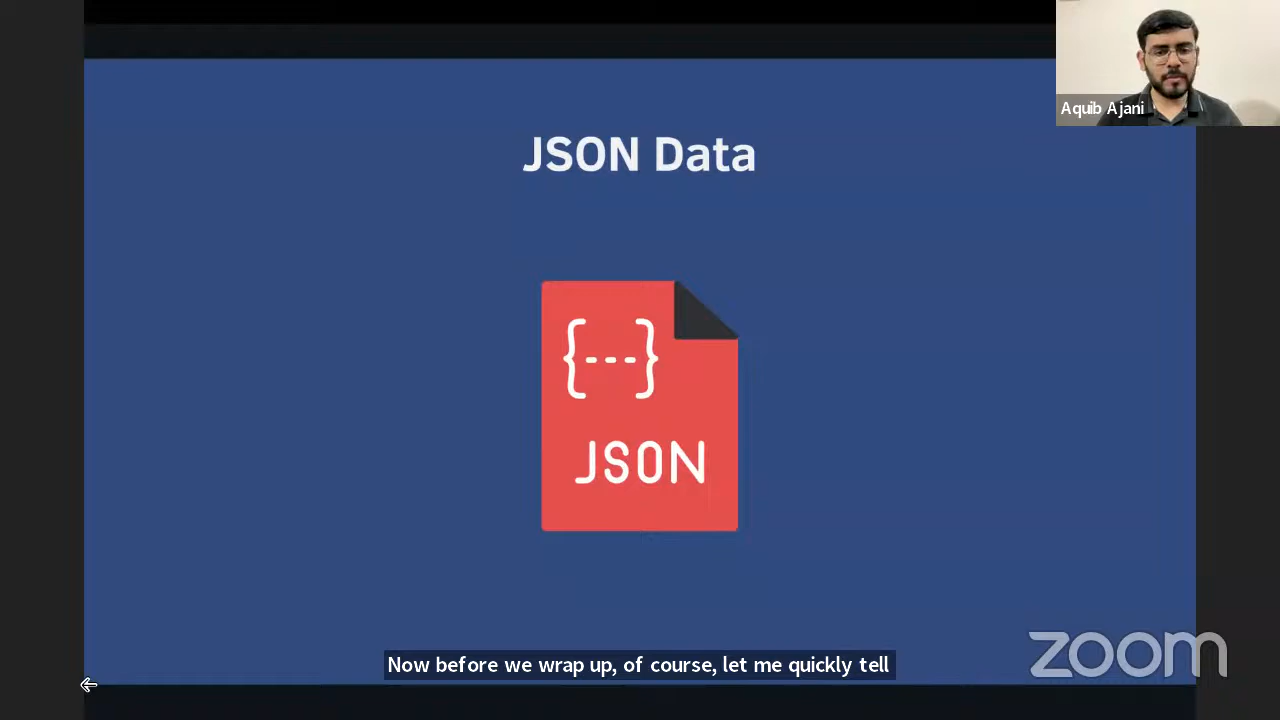 Aquib Ajani
JSON Data
{---}
JSON
Now before we wrap up, of course, let me quickly tell
zoom